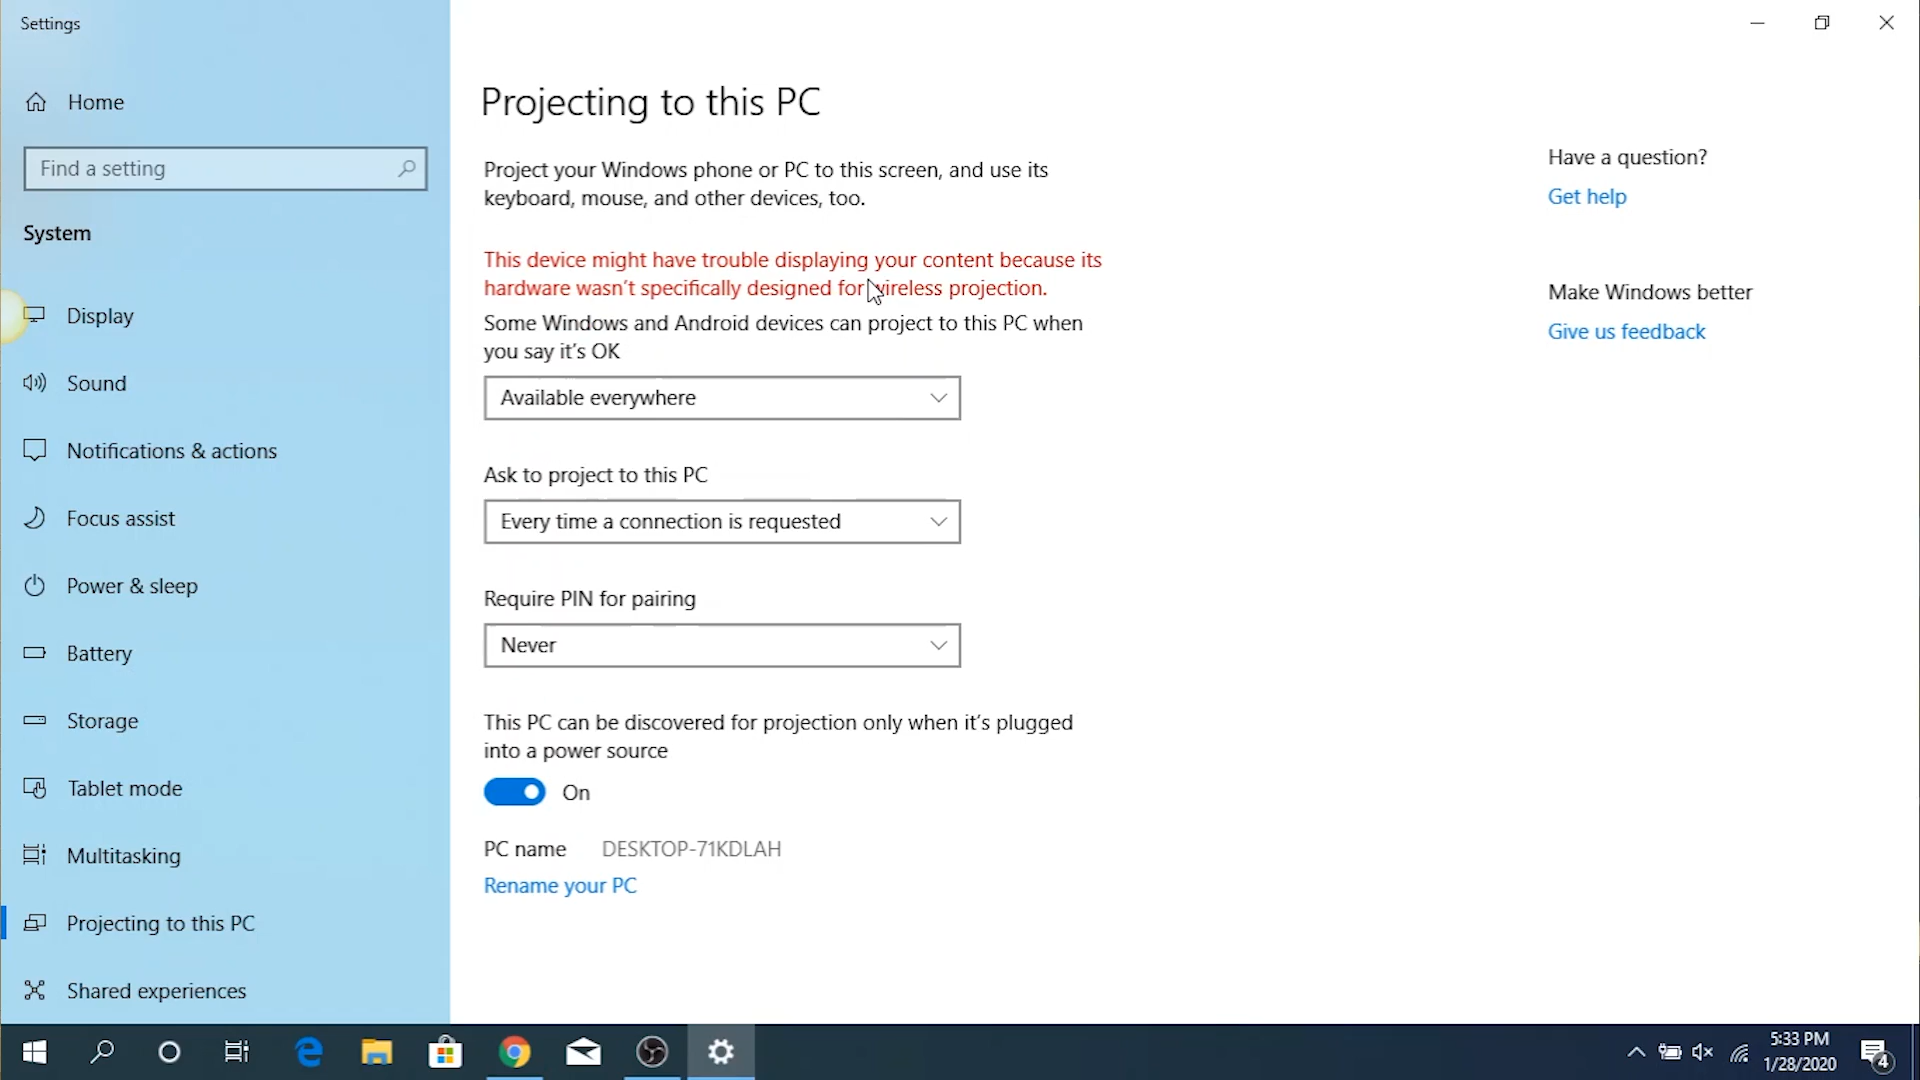 Settings
Home
Find a setting
System
Display
Sound
Notifications & actions
Focus assist
Power & sleep
Battery
Storage
Tablet mode
Multitasking
Projecting to this PC
Shared experiences
Projecting to this PC
Project your Windows phone or PC to this screen, and use its
keyboard, mouse, and other devices, too.
This device might have trouble displaying your content because its
hardware wasn't specifically designed for wireless projection.
Some Windows and Android devices can project to this PC when
you say it's OK
Available everywhere
Ask to project to this PC
Every time a connection is requested
Require PIN for pairing
Never
This PC can be discovered for projection only when it's plugged
into a power source
On
PC name DESKTOP-71KDLAH
Rename your PC
Have a question?
Get help
Make Windows better
Give us feedback
5:33 PM
1/28/2020
4